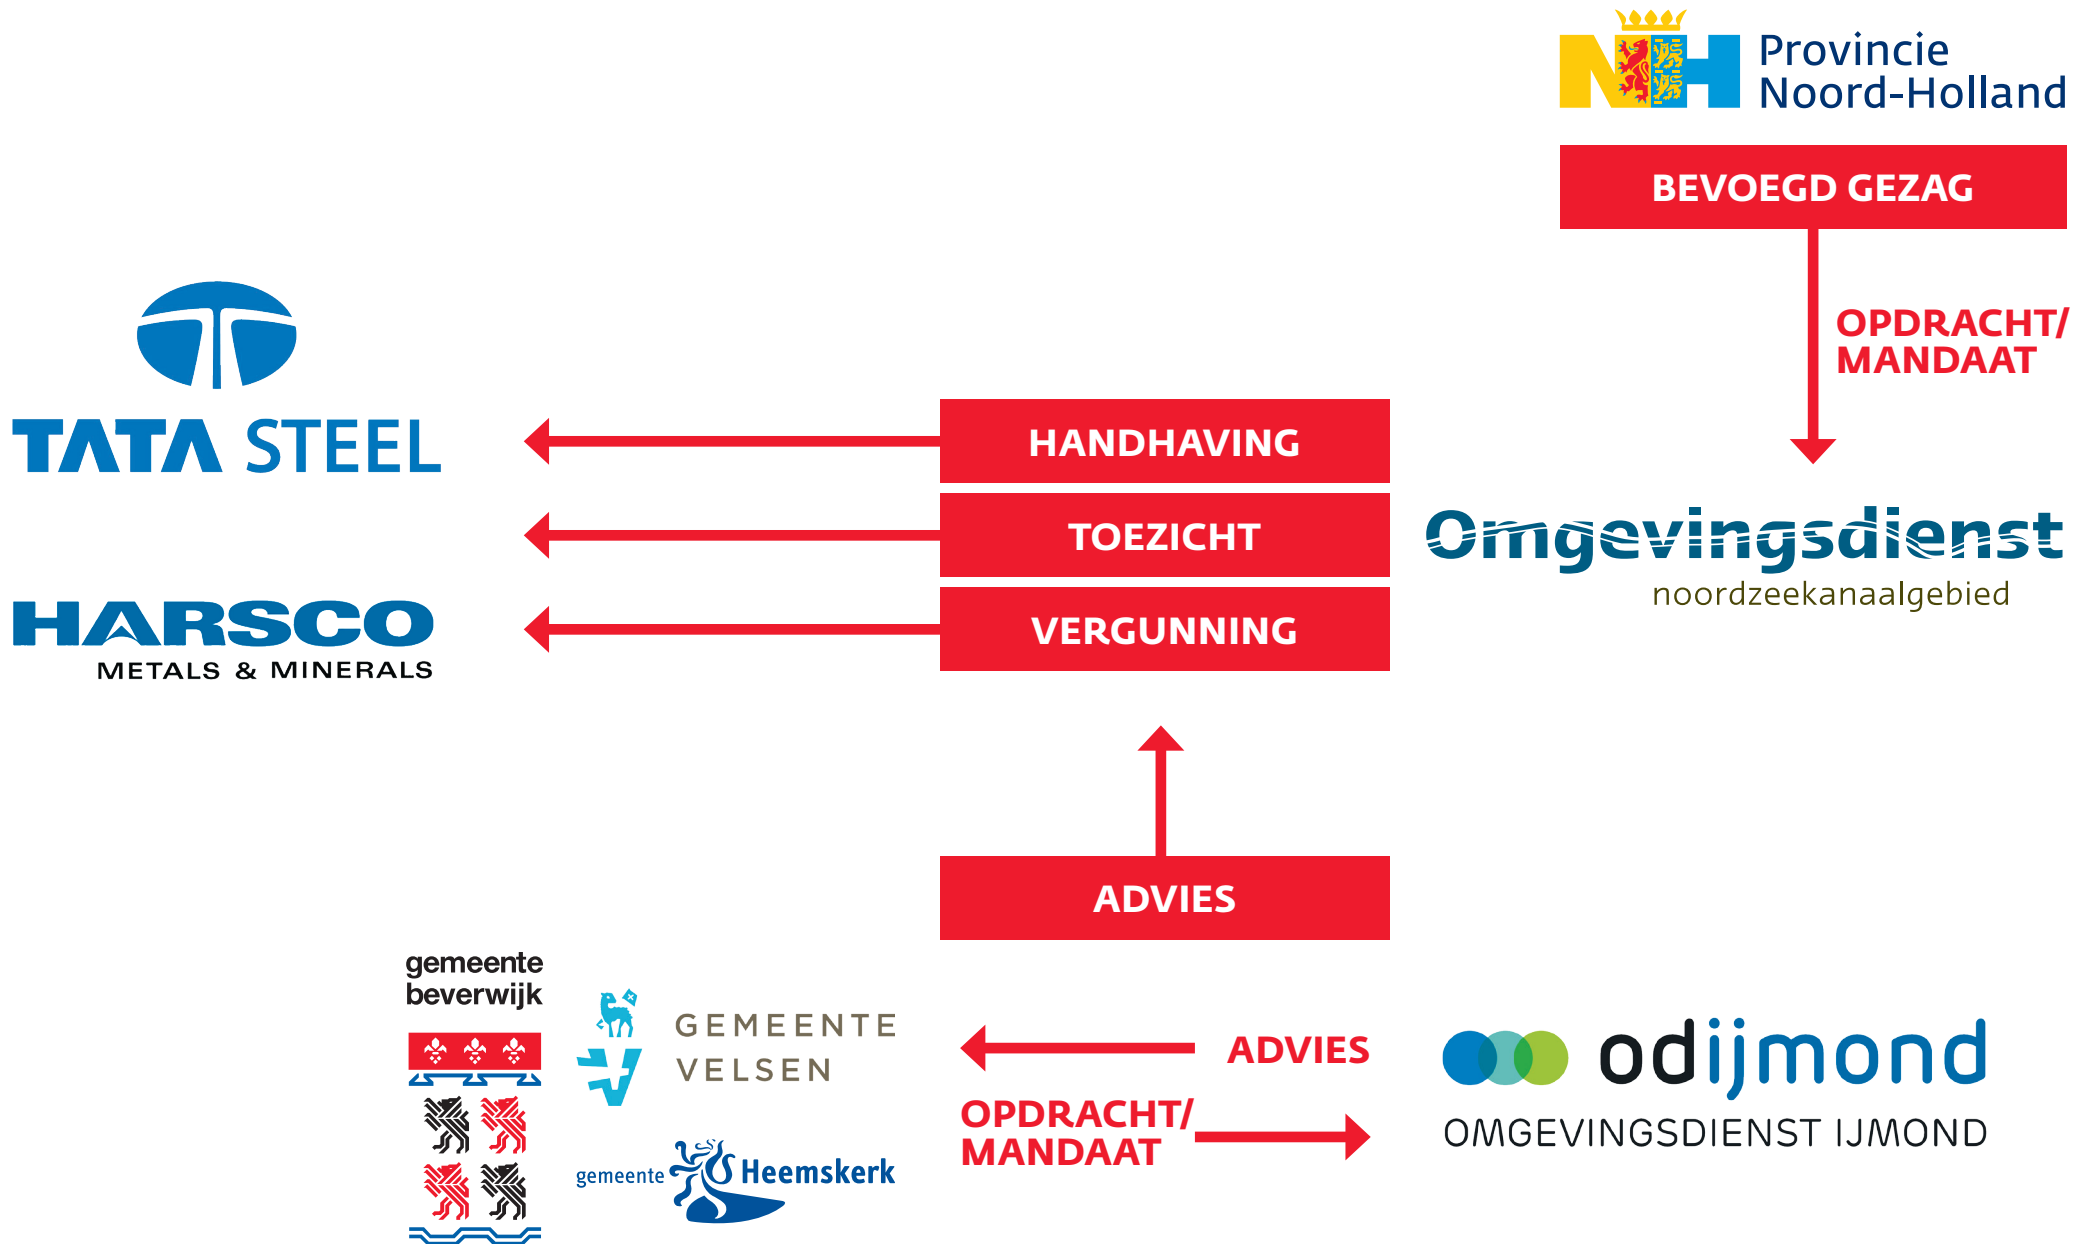 Provincie
Noord-Holland
BEVOEGD GEZAG
OPDRACHT/
MANDAAT
TATA STEEL
HANDHAVING
TOEZICHT
VERGUNNING
Omgevingsdienst
noordzeekanaalgebied
HARSCO
METALS & MINERALS
ADVIES
gemeente
beverwijk
GEMEENTE
VELSEN
gemeente Heemskerk
ADVIES
OPDRACHT/
MANDAAT
odijmond
OMGEVINGSDIENST IJMOND